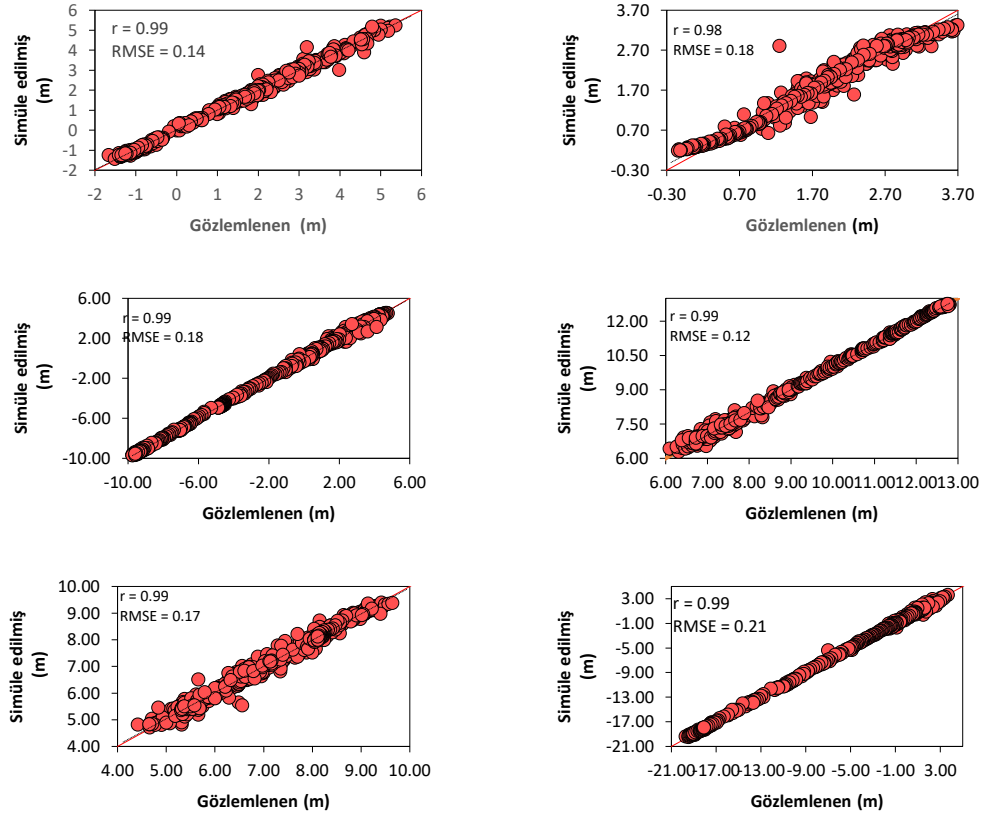 r = 0.99
RMSE = 0.14
Simüle edilmiş
(m)
6
5
4
3
2
1
0
-1
-2
-2 -1 0 1 2 3 4 5 6
Gözlemlenen (m)
r = 0.98
RMSE = 0.18
Simüle edilmiş
(m)
3.70
2.70
1.70
0.70
-0.30
-0.30 0.70 1.70 2.70 3.70
Gözlemlenen (m)
r = 0.99
RMSE = 0.18
Simüle edilmiş
(m)
6.00
2.00
-2.00
-6.00
-10.00
-10.00 -6.00 -2.00 2.00 6.00
Gözlemlenen (m)
r = 0.99
RMSE = 0.12
Simüle edilmiş
(m)
12.00
10.50
9.00
7.50
6.00
6.00 7.00 8.00 9.00 10.00 11.00 12.00 13.00
Gözlemlenen (m)
r = 0.99
RMSE = 0.17
Simüle edilmiş
(m)
10.00
9.00
8.00
7.00
6.00
5.00
4.00
4.00 5.00 6.00 7.00 8.00 9.00 10.00
Gözlemlenen (m)
r = 0.99
RMSE = 0.21
Simüle edilmiş
(m)
3.00
-1.00
-5.00
-9.00
-13.00
-17.00
-21.00
-21.00 -17.00 -13.00 -9.00 -5.00 -1.00 3.00
Gözlemlenen (m)